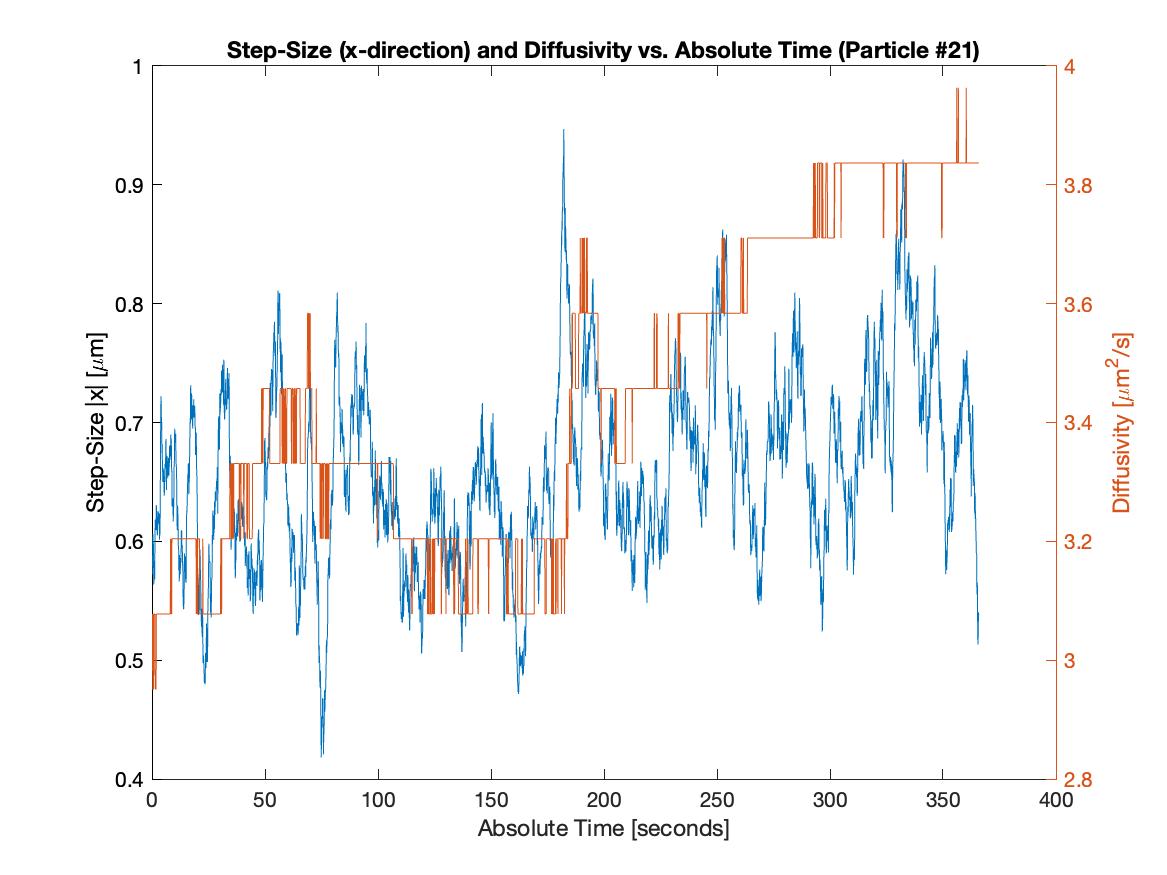 Step-Size (x-direction) and Diffusivity vs. Absolute Time (Particle #21)
1
0.9
0.8
0.7
0.6
0.5
0.4
Step-Size |x| [μm]
4
3.8
3.6
3.4
3.2
3
2.8
Diffusivity [μm²/s]
0 50 100 150 200 250 300 350 400
Absolute Time [seconds]